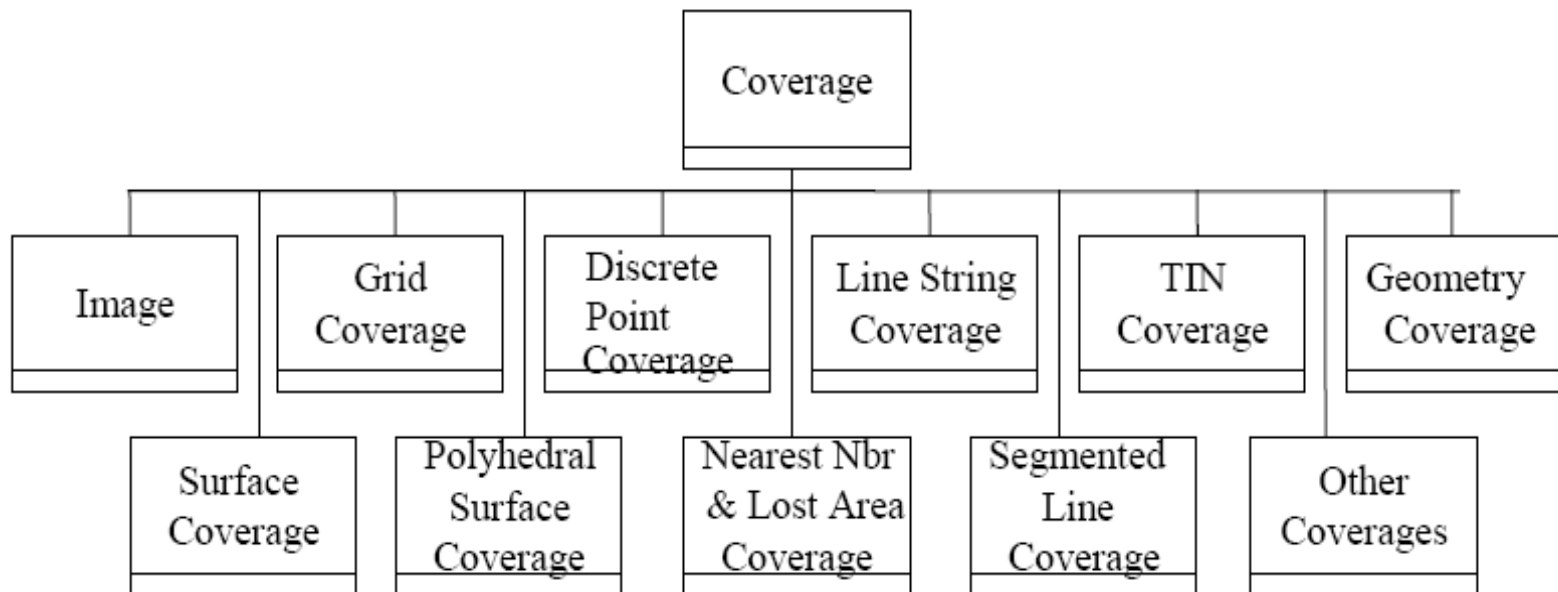 Coverage
Image
Grid
Coverage
Discrete
Point
Coverage
Line String
Coverage
TIN
Coverage
Geometry
Coverage
Surface
Coverage
Polyhedral
Surface
Coverage
Nearest Nbr
& Lost Area
Coverage
Segmented
Line
Coverage
Other
Coverages